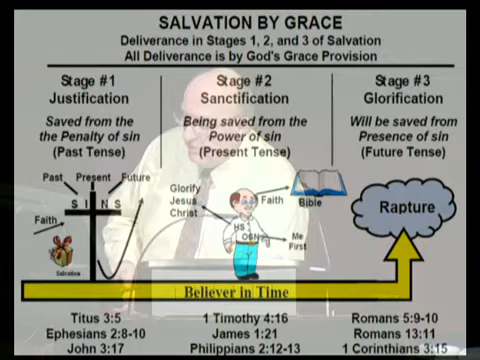 SALVATION BY GRACE
Deliverance in Stages 1, 2, and 3 of Salvation
All Deliverance is by God's Grace Provision
Stage #1
Justification
Saved from the
the Penalty of sin
(Past Tense)
Stage #2
Sanctification
Being saved from the
Power of sin
(Present Tense)
Stage #3
Glorification
Will be saved from
Presence of sin
(Future Tense)
Past Present Future
S I N S
Faith
Salvation
Glorify
Jesus
Christ
Faith
Bible
HS
OSN
Me
First
Rapture
Believer in Time
Titus 3:5
Ephesians 2:8-10
John 3:17
1 Timothy 4:16
James 1:21
Philippians 2:12-13
Romans 5:9-10
Romans 13:11
1 Corinthians 3:15